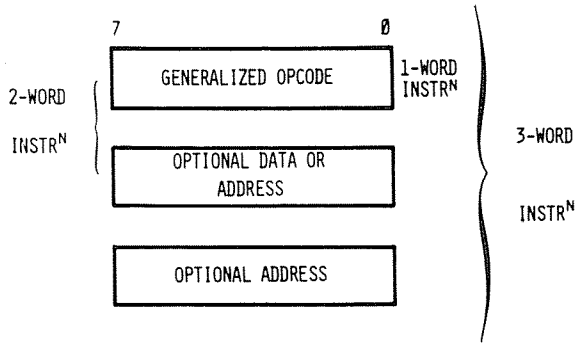 7 0
GENERALIZED OPCODE
1-WORD
INSTRᴺ
2-WORD
INSTRᴺ
OPTIONAL DATA OR
ADDRESS
3-WORD
INSTRᴺ
OPTIONAL ADDRESS